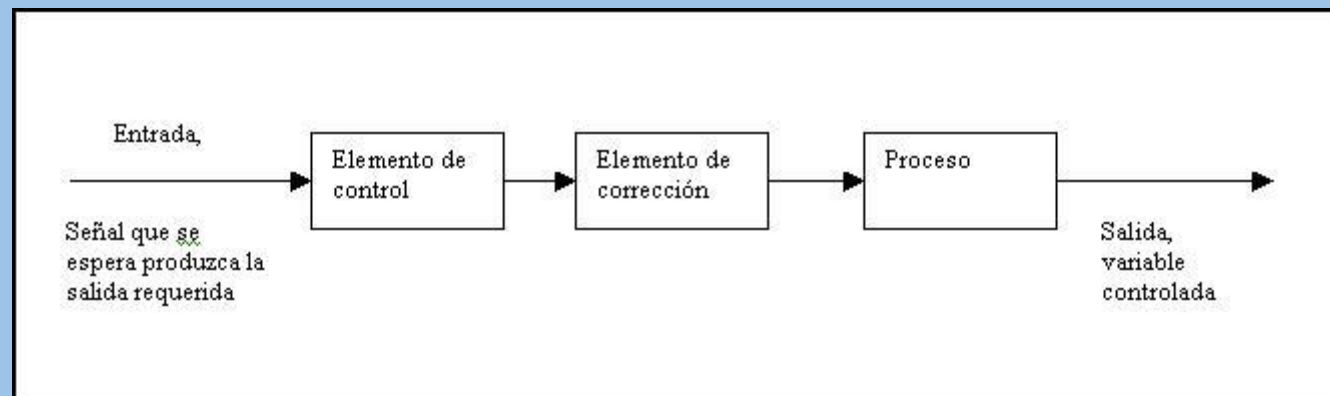 Entrada,
Señal que se
espera produzca la
salida requerida
Elemento de
control
Elemento de
corrección
Proceso
Salida,
variable
controlada